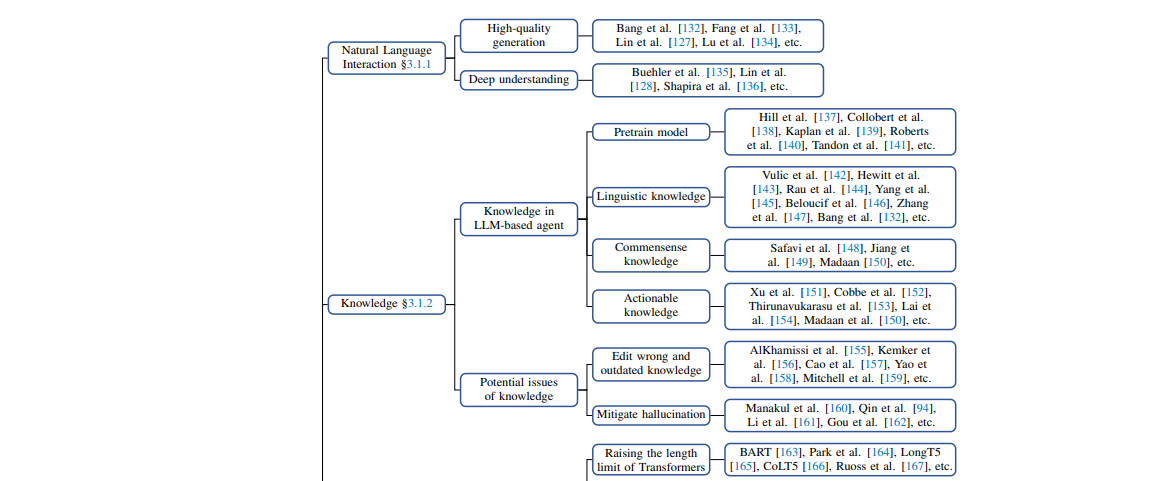 High-quality
generation
Bang et al. [132], Fang et al. [133],
Lin et al. [127], Lu et al. [134], etc.
Natural Language
Interaction §3.1.1
Deep understanding
Buehler et al. [135], Lin et al.
[128], Shapira et al. [136], etc.
Pretrain model
Hill et al. [137], Collobert et al.
[138], Kaplan et al. [139], Roberts
et al. [140], Tandon et al. [141], etc.
Linguistic knowledge
Vulic et al. [142], Hewitt et al.
[143], Rau et al. [144], Yang et al.
[145], Beloucif et al. [146], Zhang
et al. [147], Bang et al. [132], etc.
Knowledge in
LLM-based agent
Commensense
knowledge
Safavi et al. [148], Jiang et
al. [149], Madaan [150], etc.
Actionable
knowledge
Xu et al. [151], Cobbe et al. [152],
Thirunavukarasu et al. [153], Lai et
al. [154], Madaan et al. [150], etc.
Knowledge §3.1.2
Edit wrong and
outdated knowledge
AlKhamissi et al. [155], Kemker et
al. [156], Cao et al. [157], Yao et
al. [158], Mitchell et al. [159], etc.
Potential issues
of knowledge
Mitigate hallucination
Manakul et al. [160], Qin et al. [94],
Li et al. [161], Gou et al. [162], etc.
Raising the length
limit of Transformers
BART [163], Park et al. [164], LongT5
[165], CoLT5 [166], Ruoss et al. [167], etc.